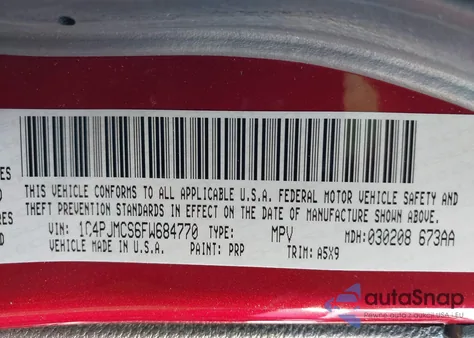 ES
THIS VEHICLE CONFORMS TO ALL APPLICABLE U.S.A. FEDERAL MOTOR VEHICLE SAFETY AND
THEFT PREVENTION STANDARDS IN EFFECT ON THE DATE OF MANUFACTURE SHOWN ABOVE.
RES
VIN: 1C4PJMCS6FW684770 TYPE: MPV MDH:030208 673AA
VEHICLE MADE IN U.S.A. PAINT: PRP TRIM: A5X9
autoSnap